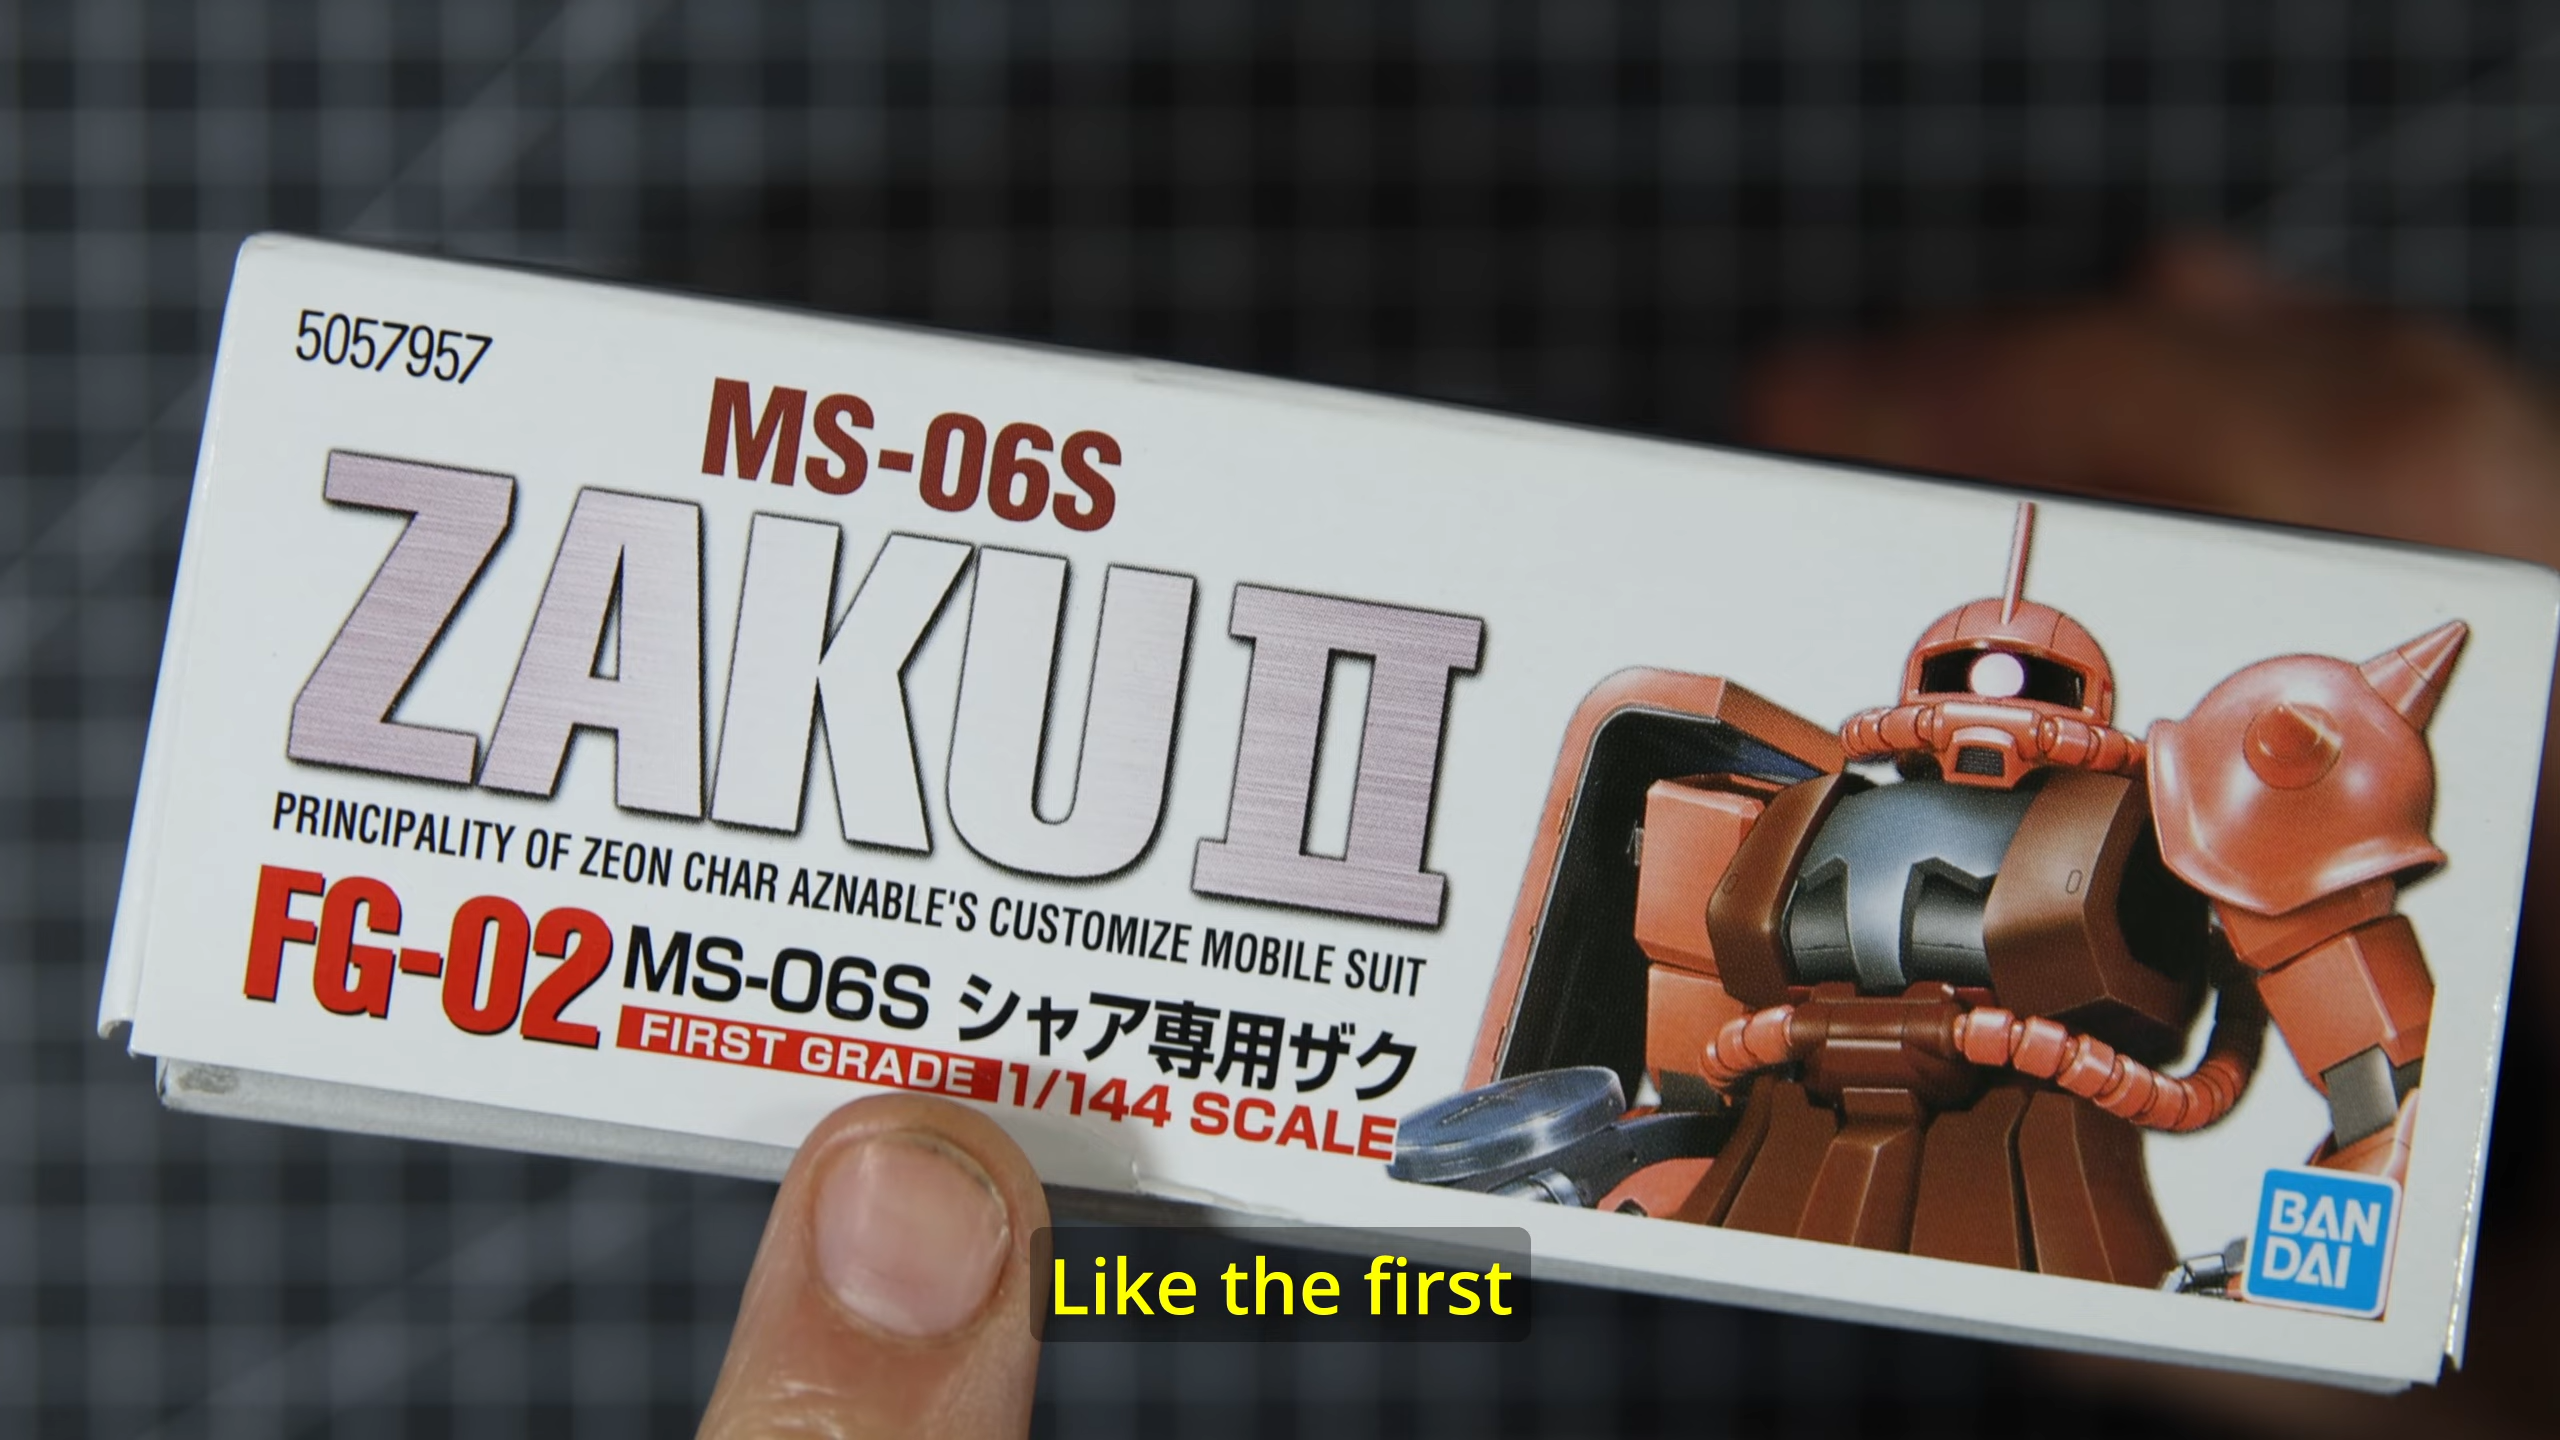 5057957
MS-06S
ZAKU II
PRINCIPALITY OF ZEON CHAR AZNABLE'S CUSTOMIZE MOBILE SUIT
FG-02 MS-06S シャア専用ザク
FIRST GRADE 1/144 SCALE
BAN
DAI
Like the first